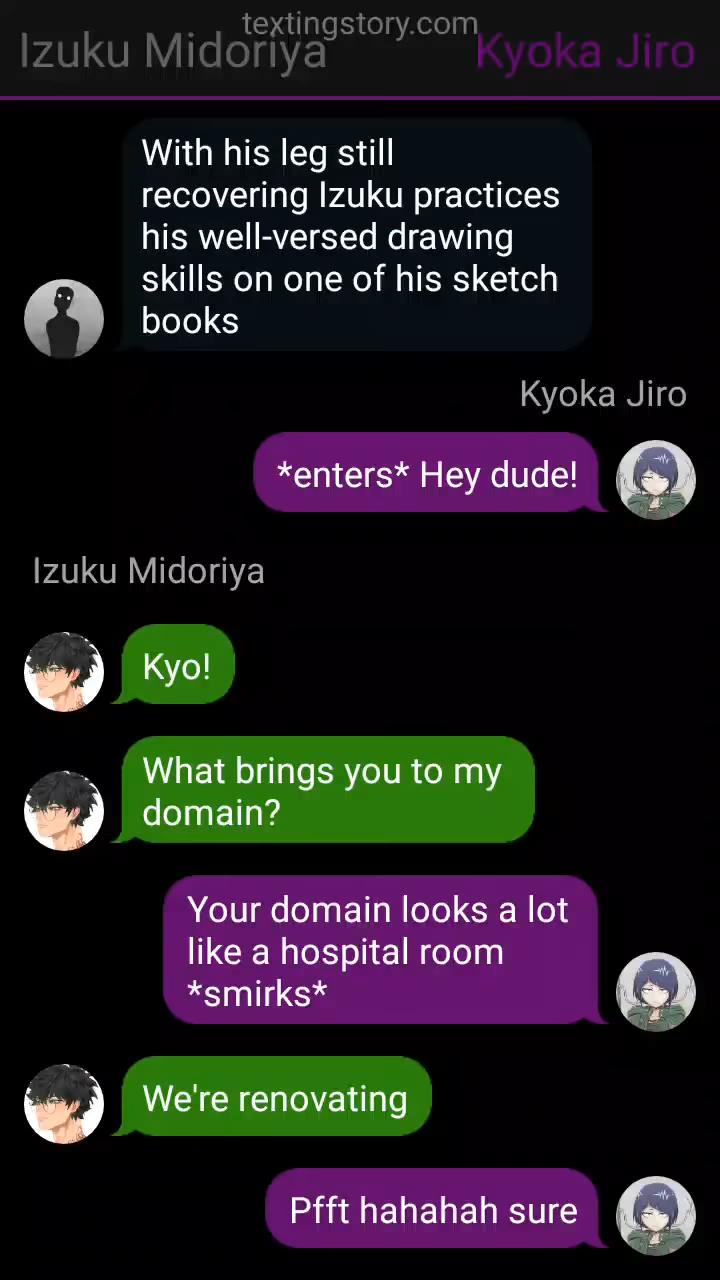 textingstory.com
Izuku Midoriya
Kyoka Jiro
With his leg still
recovering Izuku practices
his well-versed drawing
skills on one of his sketch
books
Kyoka Jiro
*enters* Hey dude!
Izuku Midoriya
Kyo!
What brings you to my
domain?
Your domain looks a lot
like a hospital room
*smirks*
We're renovating
Pfft hahahah sure